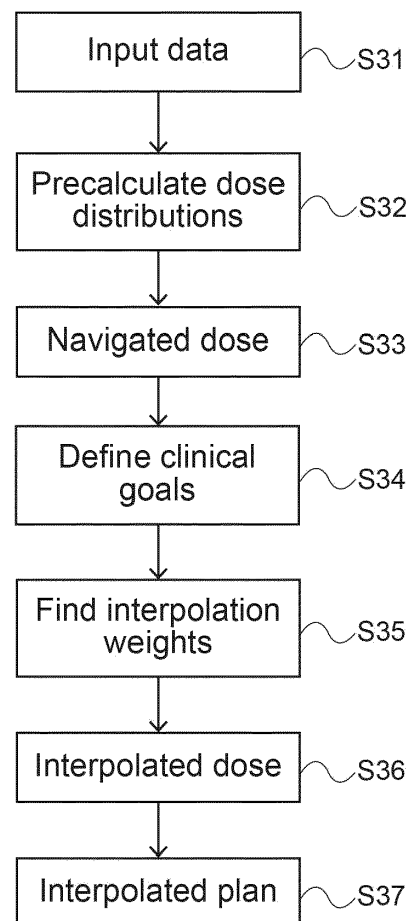 Input data
S31
Precalculate dose
distributions
S32
Navigated dose
S33
Define clinical
goals
S34
Find interpolation
weights
S35
Interpolated dose
S36
Interpolated plan
S37